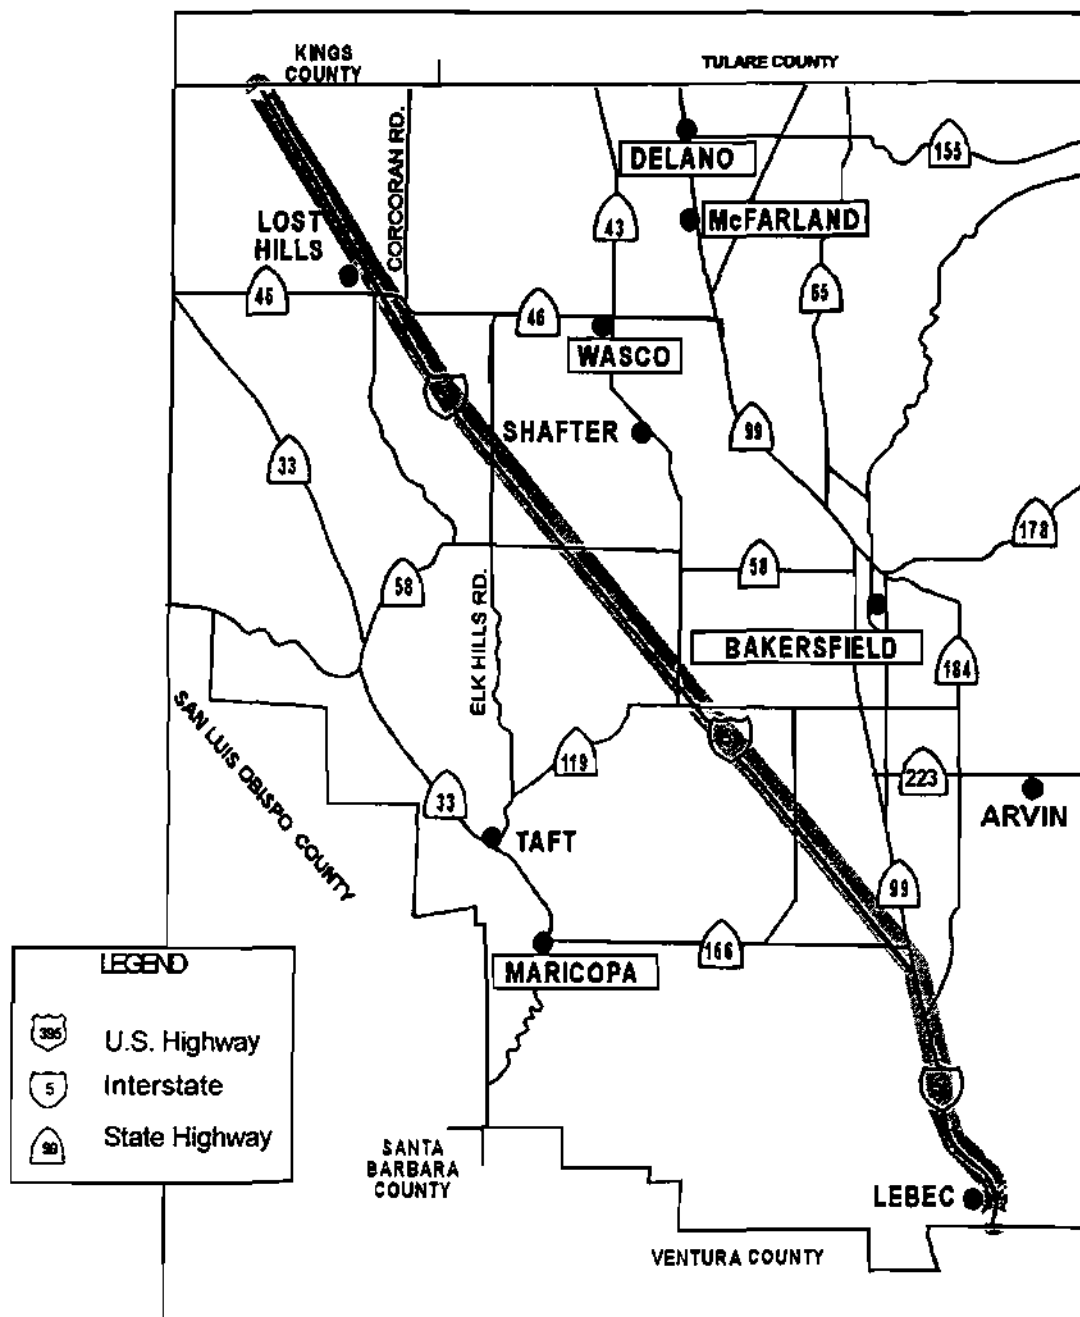 KINGS
COUNTY
TULARE COUNTY
CORCORAN RD.
DELANO
155
McFARLAND
43
LOST
HILLS
65
46
46
WASCO
SHAFTER
99
33
178
58
58
ELK HILLS RD.
BAKERSFIELD
184
SAN LUIS OBISPO COUNTY
119
223
33
ARVIN
TAFT
99
166
MARICOPA
LEGEND
395
U.S. Highway
5
Interstate
99
State Highway
SANTA
BARBARA
COUNTY
LEBEC
VENTURA COUNTY